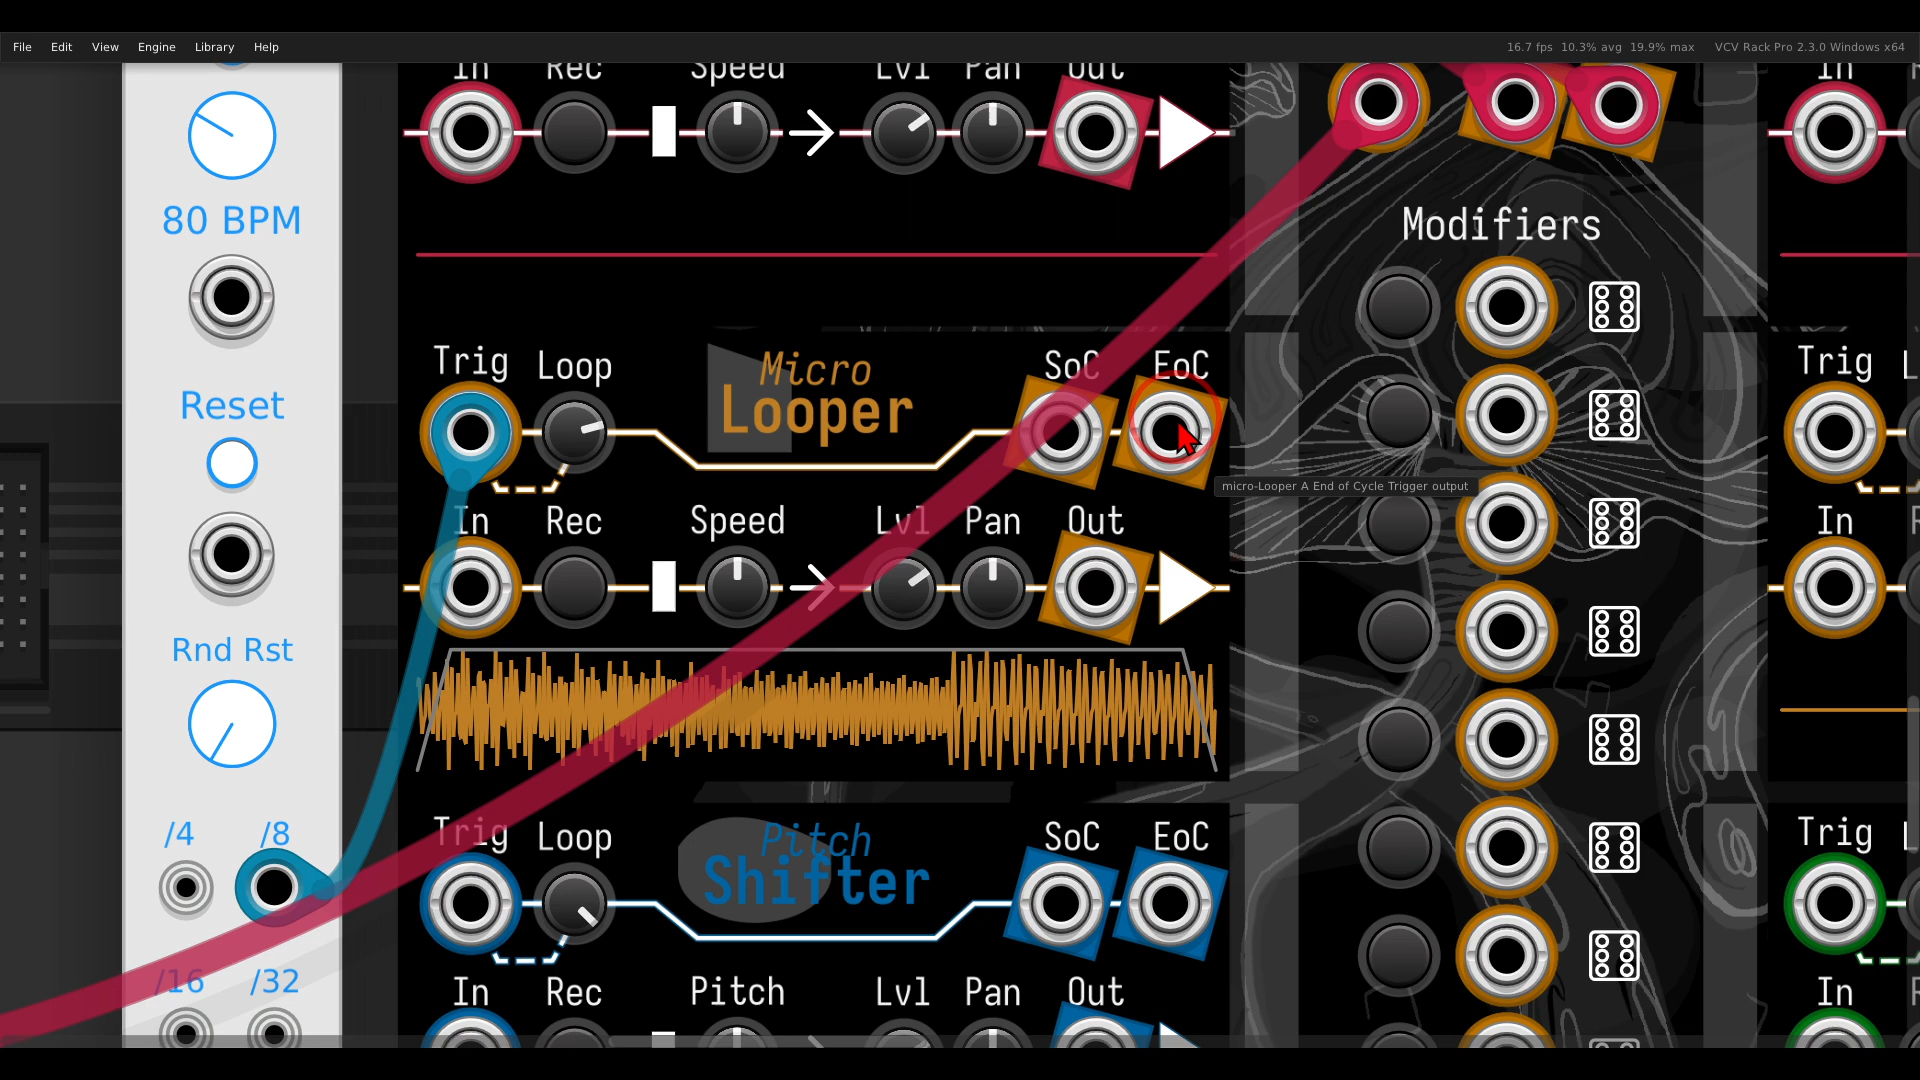 File Edit View Engine Library Help
16.7 fps 10.3% avg 19.9% max VCV Rack Pro 2.3.0 Windows x64
In Rec Speed Lvl Pan Out
In
80 BPM
Modifiers
Trig Loop
Micro
Looper
SoC EoC
Trig
Reset
micro-Looper A End of Cycle Trigger output
In Rec Speed Lvl Pan Out
In
Rnd Rst
/4 /8
Trig Loop
Pitch
Shifter
SoC EoC
Trig
/16 /32
In Rec Pitch Lvl Pan Out
In